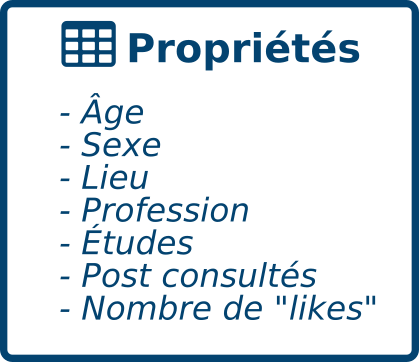 Propriétés
- Âge
- Sexe
- Lieu
- Profession
- Études
- Post consultés
- Nombre de "likes"